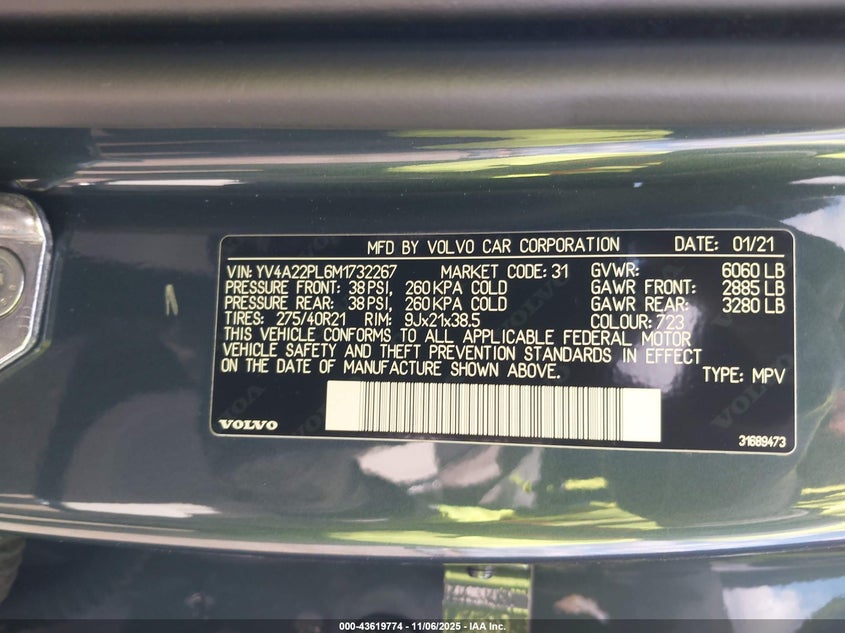 MFD BY VOLVO CAR CORPORATION DATE: 01/21
VIN: YV4A22PL6M1732267 MARKET CODE: 31 GVWR: 6060 LB
PRESSURE FRONT: 38 PSI, 260 KPA COLD GAWR FRONT: 2885 LB
PRESSURE REAR: 38 PSI, 260 KPA COLD GAWR REAR: 3280 LB
TIRES: 275/40R21 RIM: 9Jx21x38.5 COLOUR: 723
THIS VEHICLE CONFORMS TO ALL APPLICABLE FEDERAL MOTOR
VEHICLE SAFETY AND THEFT PREVENTION STANDARDS IN EFFECT
ON THE DATE OF MANUFACTURE SHOWN ABOVE. TYPE: MPV
VOLVO 31689473
000-43619774 - 11/06/2025 - IAA Inc.